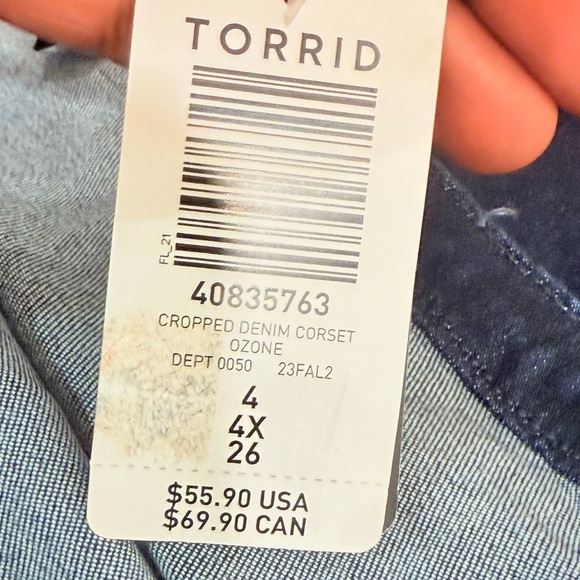 TORRID
FL_21
40835763
CROPPED DENIM CORSET
OZONE
DEPT 0050 23FAL2
4
4X
26
$55.90 USA
$69.90 CAN